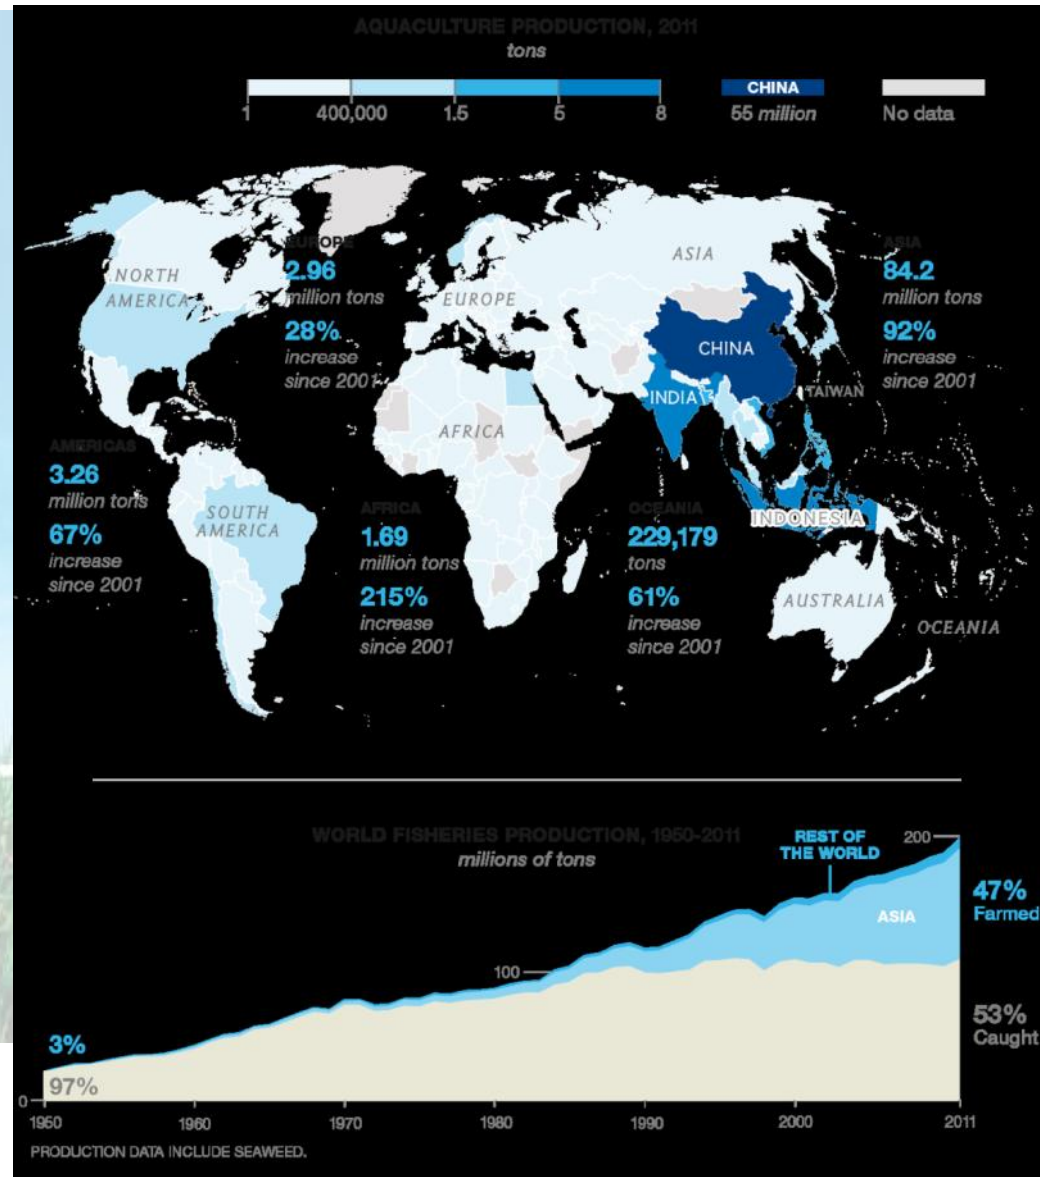 AQUACULTURE PRODUCTION, 2011
tons
1
400,000
1.5
5
8
CHINA
55 million
No data
NORTH
AMERICA
EUROPE
2.96
million tons
28%
increase
since 2001
EUROPE
ASIA
ASIA
84.2
million tons
92%
increase
since 2001
CHINA
TAIWAN
INDIA
AFRICA
AMERICAS
3.26
million tons
67%
increase
since 2001
SOUTH
AMERICA
AFRICA
1.69
million tons
215%
increase
since 2001
OCEANIA
229,179
tons
61%
increase
since 2001
INDONESIA
AUSTRALIA
OCEANIA
WORLD FISHERIES PRODUCTION, 1950-2011
millions of tons
REST OF
THE WORLD
200
47%
Farmed
ASIA
100
53%
Caught
3%
97%
0
1950
1960
1970
1980
1990
2000
2011
PRODUCTION DATA INCLUDE SEAWEED.